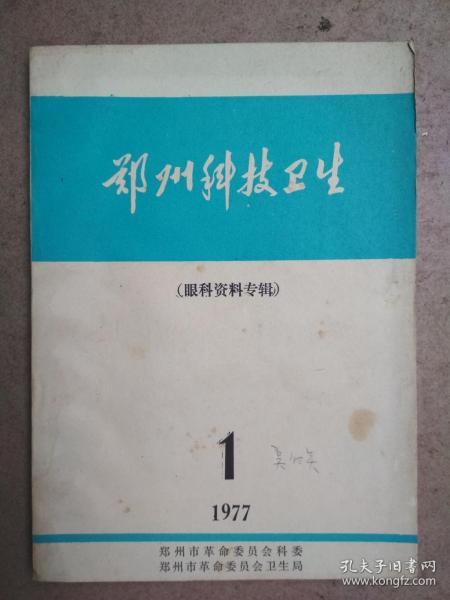 郑州科技卫生
(眼科资料专辑)
1
1977
郑州市革命委员会科委
郑州市革命委员会卫生局
孔夫子旧书网
www.kongfz.com